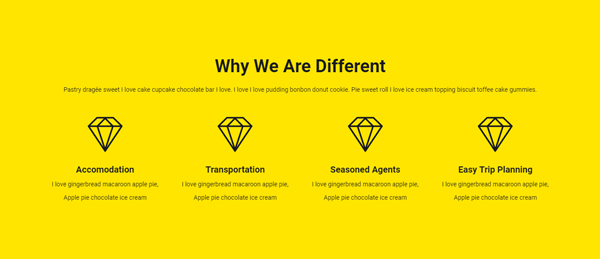 Why We Are Different
Pastry dragée sweet I love cake cupcake chocolate bar I love. I love I love pudding bonbon donut cookie. Pie sweet roll I love ice cream topping biscuit toffee cake gummies.
Accomodation
Transportation
Seasoned Agents
Easy Trip Planning
I love gingerbread macaroon apple pie,
I love gingerbread macaroon apple pie,
I love gingerbread macaroon apple pie,
I love gingerbread macaroon apple pie,
Apple pie chocolate ice cream
Apple pie chocolate ice cream
Apple pie chocolate ice cream
Apple pie chocolate ice cream